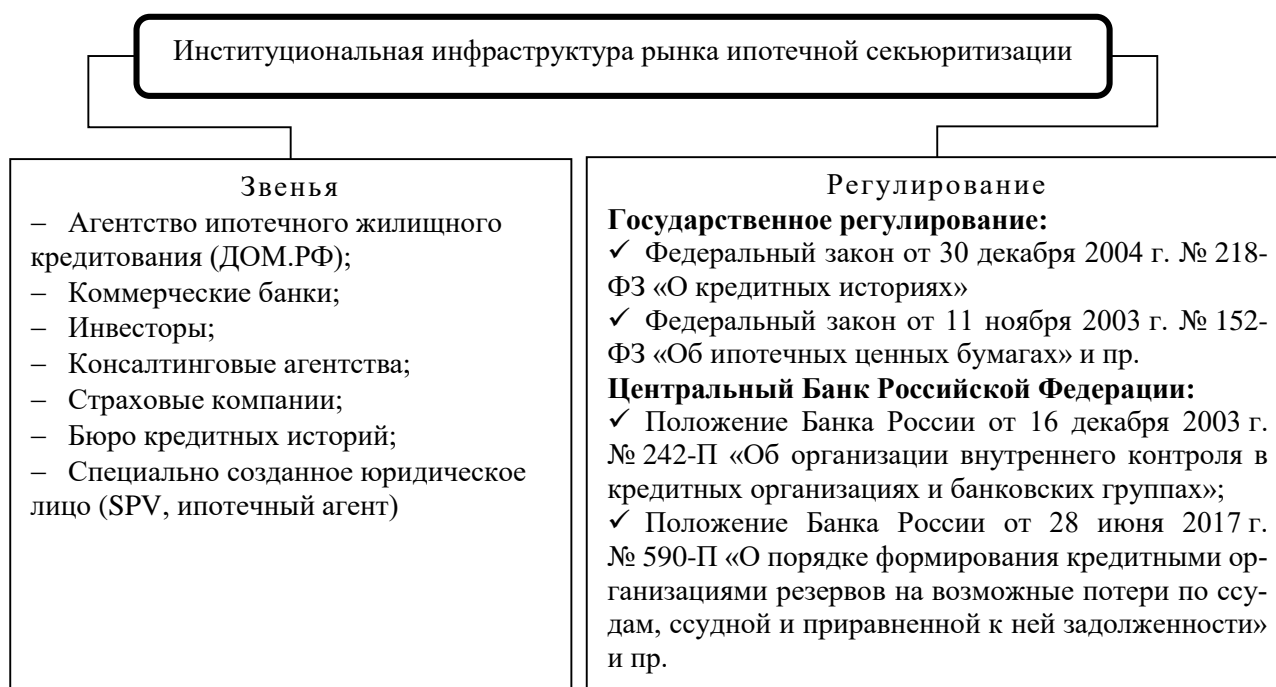 Институциональная инфраструктура рынка ипотечной секьюритизации
Звенья
– Агентство ипотечного жилищного
кредитования (ДОМ.РФ);
– Коммерческие банки;
– Инвесторы;
– Консалтинговые агентства;
– Страховые компании;
– Бюро кредитных историй;
– Специально созданное юридическое
лицо (SPV, ипотечный агент)
Регулирование
Государственное регулирование:
✓ Федеральный закон от 30 декабря 2004 г. № 218-
ФЗ «О кредитных историях»
✓ Федеральный закон от 11 ноября 2003 г. № 152-
ФЗ «Об ипотечных ценных бумагах» и пр.
Центральный Банк Российской Федерации:
✓ Положение Банка России от 16 декабря 2003 г.
№ 242-П «Об организации внутреннего контроля в
кредитных организациях и банковских группах»;
✓ Положение Банка России от 28 июня 2017 г.
№ 590-П «О порядке формирования кредитными ор-
ганизациями резервов на возможные потери по ссу-
дам, ссудной и приравненной к ней задолженности»
и пр.